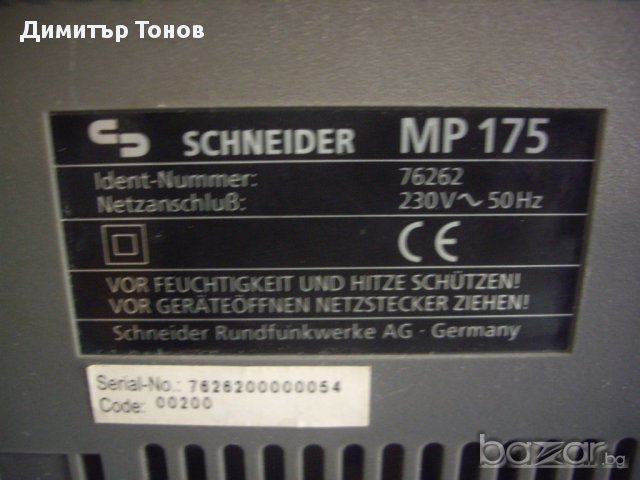 Димитър Тонов
SCHNEIDER MP 175
Ident-Nummer: 76262
Netzanschluß: 230V~ 50Hz
CE
VOR FEUCHTIGKEIT UND HITZE SCHÜTZEN!
VOR GERÄTEÖFFNEN NETZSTECKER ZIEHEN!
Schneider Rundfunkwerke AG - Germany
Serial-No.: 7626200000054
Code: 00200
bazar.bg